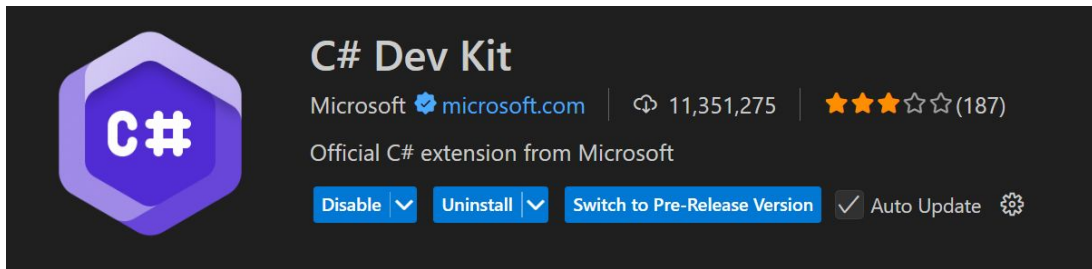 C#
C# Dev Kit
Microsoft microsoft.com 11,351,275 (187)
Official C# extension from Microsoft
Disable Uninstall Switch to Pre-Release Version Auto Update